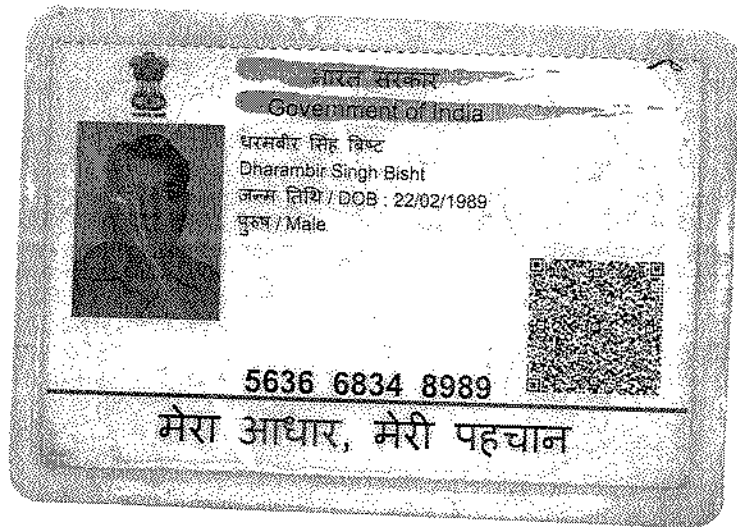 भारत सरकार
Government of India
धरमबीर सिंह बिष्ट
Dharambir Singh Bisht
जन्म तिथि / DOB : 22/02/1989
पुरुष / Male
5636 6834 8989
मेरा आधार, मेरी पहचान